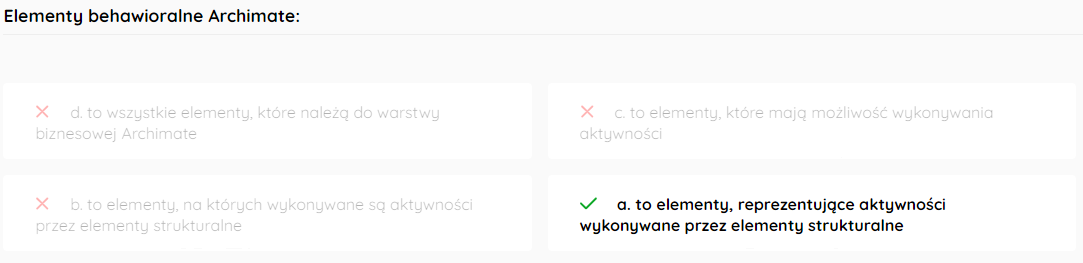 Elementy behawioralne Archimate:
d. to wszystkie elementy, które należą do warstwy
biznesowej Archimate
c. to elementy, które mają możliwość wykonywania
aktywności
b. to elementy, na których wykonywane są aktywności
przez elementy strukturalne
a. to elementy, reprezentujące aktywności
wykonywane przez elementy strukturalne